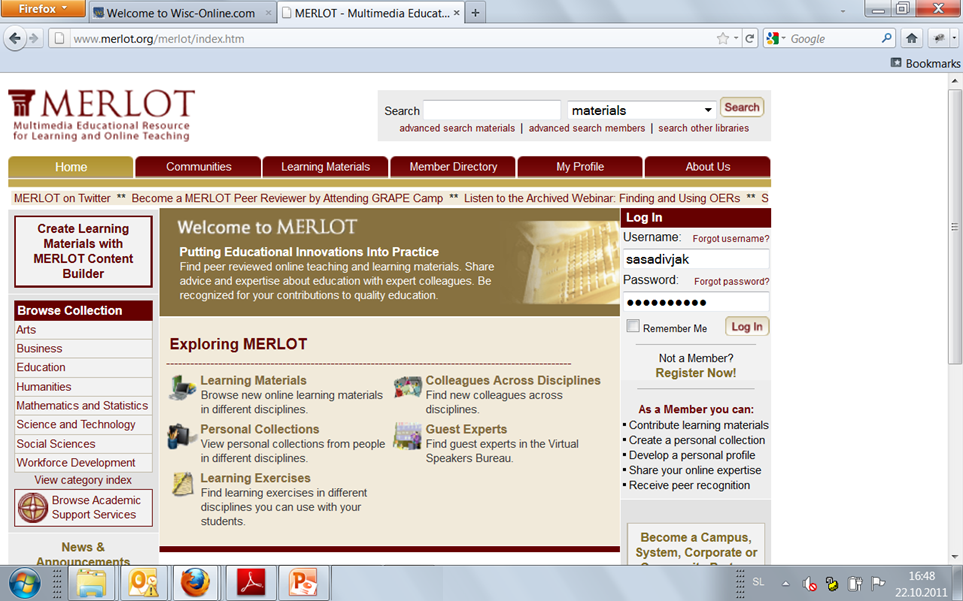 Firefox
Welcome to Wisc-Online.com
MERLOT - Multimedia Educat...
www.merlot.org/merlot/index.htm
Google
Bookmarks
MERLOT
Multimedia Educational Resource
for Learning and Online Teaching
Search
materials
Search
advanced search materials | advanced search members | search other libraries
Home
Communities
Learning Materials
Member Directory
My Profile
About Us
MERLOT on Twitter ** Become a MERLOT Peer Reviewer by Attending GRAPE Camp ** Listen to the Archived Webinar: Finding and Using OERs ** S
Create Learning
Materials with
MERLOT Content
Builder
Browse Collection
Arts
Business
Education
Humanities
Mathematics and Statistics
Science and Technology
Social Sciences
Workforce Development
View category index
Browse Academic
Support Services
News &
Announcements
Welcome to MERLOT
Putting Educational Innovations Into Practice
Find peer reviewed online teaching and learning materials. Share
advice and expertise about education with expert colleagues. Be
recognized for your contributions to quality education.
Exploring MERLOT
Learning Materials
Browse new online learning materials
in different disciplines.
Personal Collections
View personal collections from people
in different disciplines.
Learning Exercises
Find learning exercises in different
disciplines you can use with your
students.
Colleagues Across Disciplines
Find new colleagues across
disciplines.
Guest Experts
Find guest experts in the Virtual
Speakers Bureau.
Log In
Username: Forgot username?
sasadivjak
Password: Forgot password?
●●●●●●●●●●
Remember Me
Log In
Not a Member?
Register Now!
As a Member you can:
Contribute learning materials
Create a personal collection
Develop a personal profile
Share your online expertise
Receive peer recognition
Become a Campus,
System, Corporate or
SL
16:48
22.10.2011